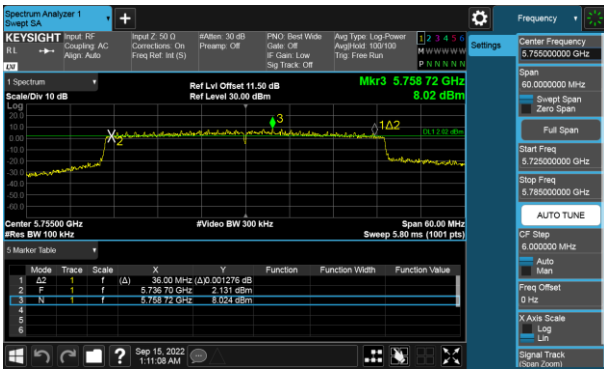 Spectrum Analyzer 1
Swept SA
+
Frequency
KEYSIGHT Input: RF Input Z: 50 Ω #Atten: 30 dB PNO: Best Wide Avg Type: Log-Power 1 2 3 4 5 6
RL Coupling: AC Corrections: On Preamp: Off Gate: Off Avg|Hold: 100/100 M W W W W W
Align: Auto Freq Ref: Int (S) IF Gain: Low Trig: Free Run
Sig Track: Off P N N N N N
LXI
Settings
1 Spectrum
Ref Lvl Offset 11.50 dB
Mkr3 5.758 72 GHz
Scale/Div 10 dB
Ref Level 30.00 dBm
8.02 dBm
Log
20.0
10.0
0.00
-10.0
-20.0
-30.0
-40.0
-50.0
-60.0
X2
3
1Δ2
DL1 2.02 dBm
Center 5.75500 GHz #Video BW 300 kHz Span 60.00 MHz
#Res BW 100 kHz Sweep 5.80 ms (1001 pts)
5 Marker Table
Mode Trace Scale X Y Function Function Width Function Value
1 Δ2 1 f (Δ) 36.00 MHz (Δ) 0.001276 dB
2 F 1 f 5.736 70 GHz 2.131 dBm
3 N 1 f 5.758 72 GHz 8.024 dBm
4
5
6
Sep 15, 2022
1:11:08 AM
?
Center Frequency
5.755000000 GHz
Span
60.0000000 MHz
Swept Span
Zero Span
Full Span
Start Freq
5.725000000 GHz
Stop Freq
5.785000000 GHz
AUTO TUNE
CF Step
6.000000 MHz
Auto
Man
Freq Offset
0 Hz
X Axis Scale
Log
Lin
Signal Track
(Span Zoom)